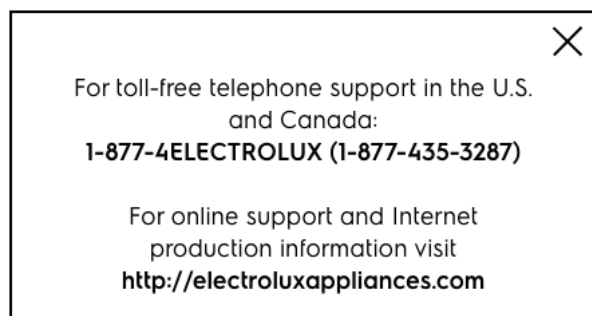 For toll-free telephone support in the U.S.
and Canada:
1-877-4ELECTROLUX (1-877-435-3287)
For online support and Internet
production information visit
http://electroluxappliances.com